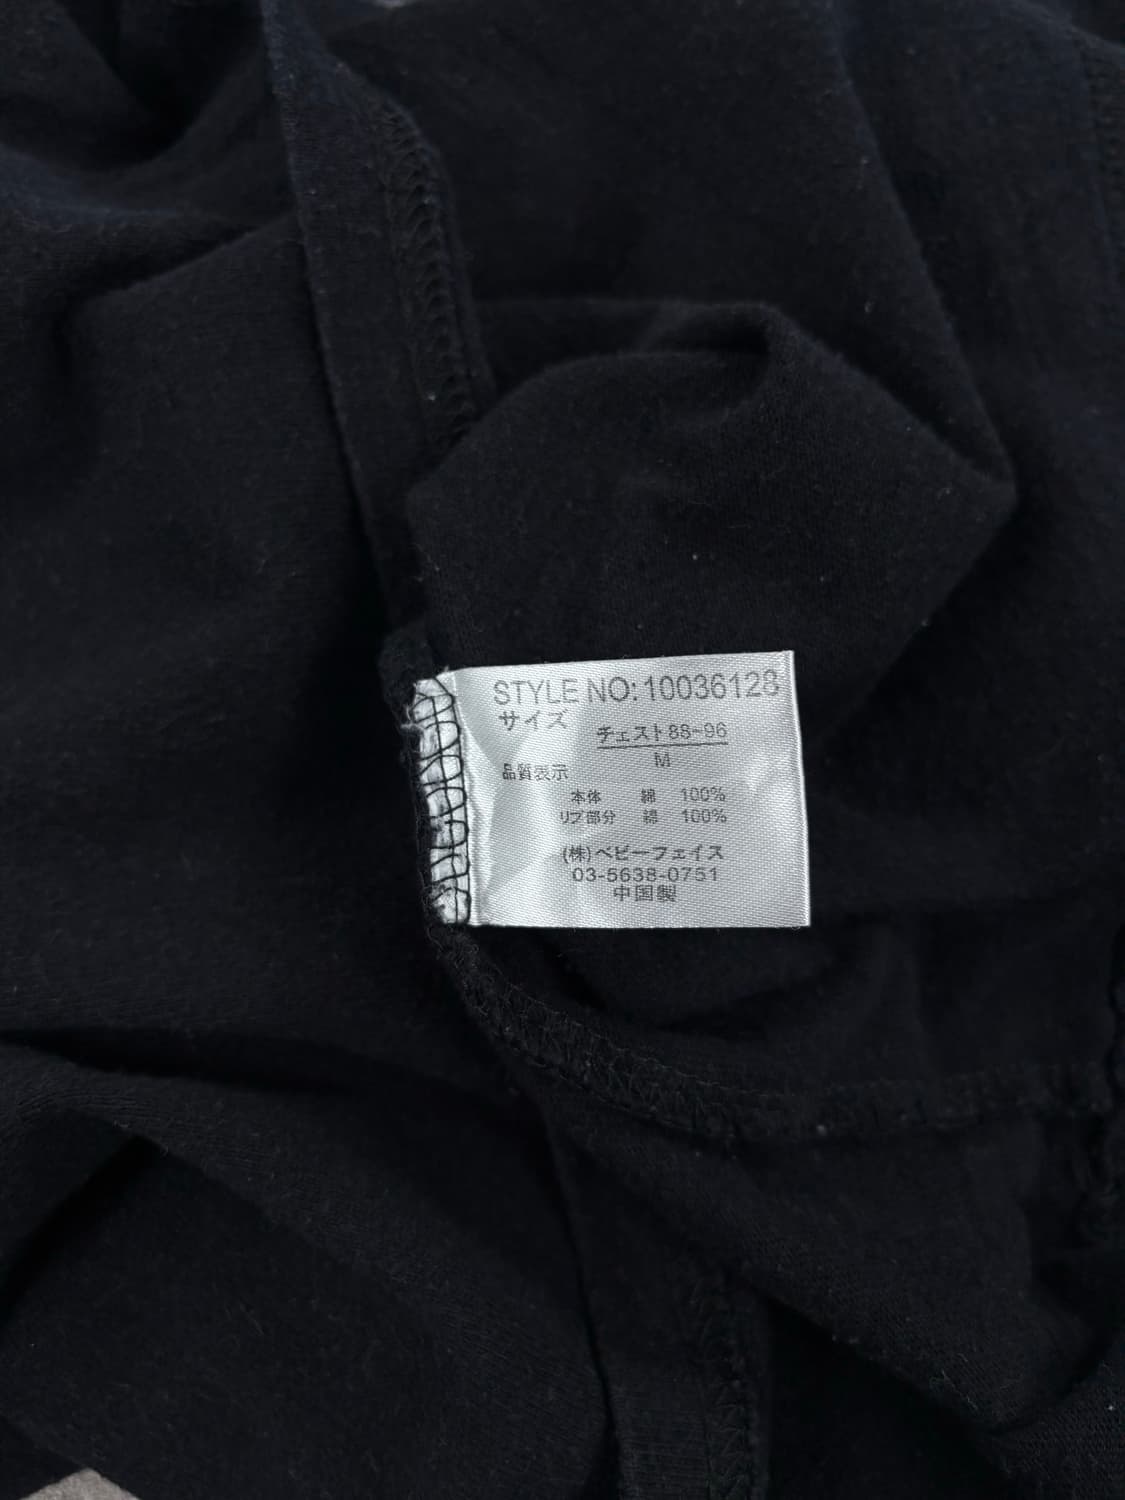 STYLE NO:10036128
サイズ
チェスト88~96
M
品質表示
本体 綿 100%
リブ部分 綿 100%
(株)ベビーフェイス
03-5638-0751
中国製